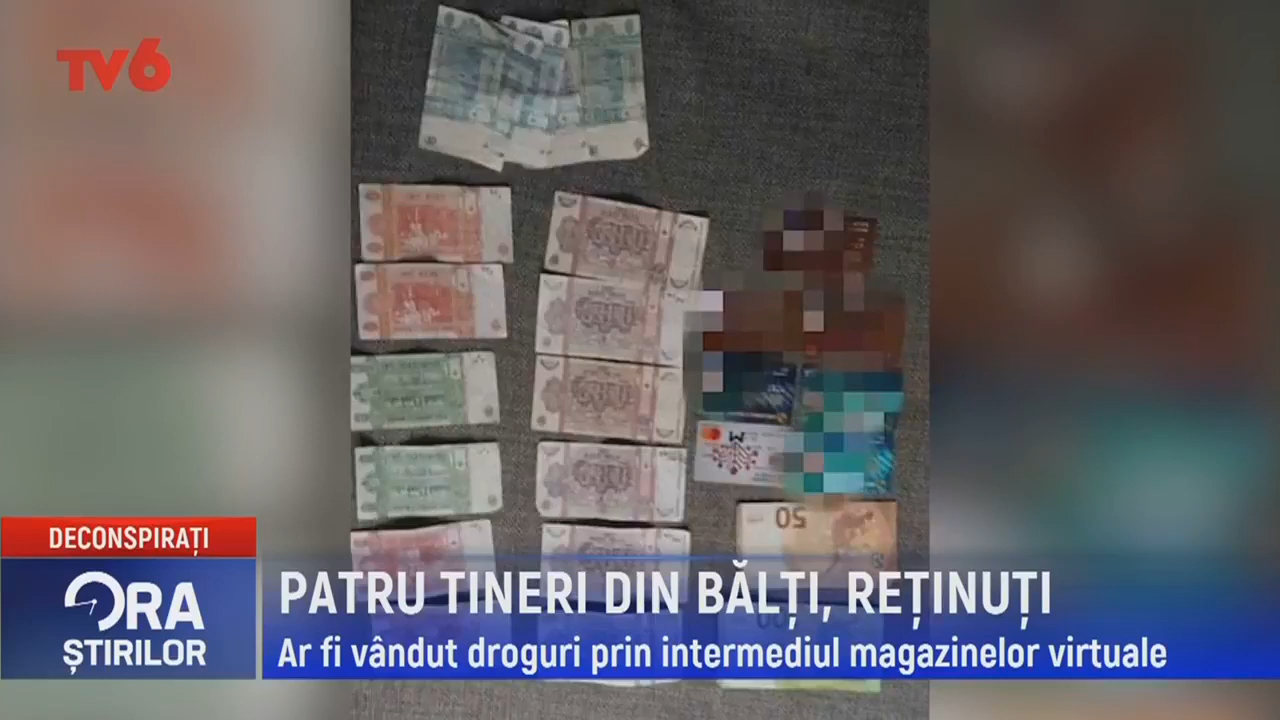 TV6
50
DECONSPIRAȚI
ORA
ȘTIRILOR
PATRU TINERI DIN BĂLȚI, REȚINUȚI
Ar fi vândut droguri prin intermediul magazinelor virtuale